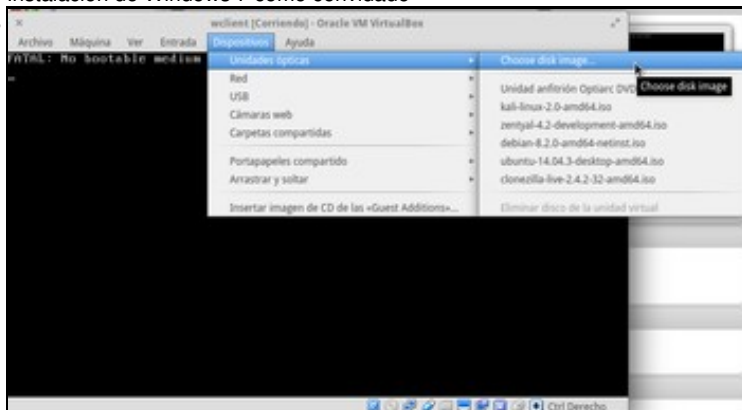 Instalación de Windows 7 como convidado
wclient [Corriendo] - Oracle VM VirtualBox
Archivo Máquina Ver Entrada Dispositivos Ayuda
FATAL: No bootable medium
Unidades ópticas
Red
USB
Cámaras web
Carpetas compartidas
Portapapeles compartido
Arrastrar y soltar
Insertar imagen de CD de las «Guest Additions»...
Choose disk image...
Unidad anfitrión Optiarc DVD
Choose disk image
kali-linux-2.0-amd64.iso
zentyal-4.2-development-amd64.iso
debian-8.2.0-amd64-netinst.iso
ubuntu-14.04.3-desktop-amd64.iso
clonezilla-live-2.4.2-32-amd64.iso
Eliminar disco de la unidad virtual
Ctrl Derecho